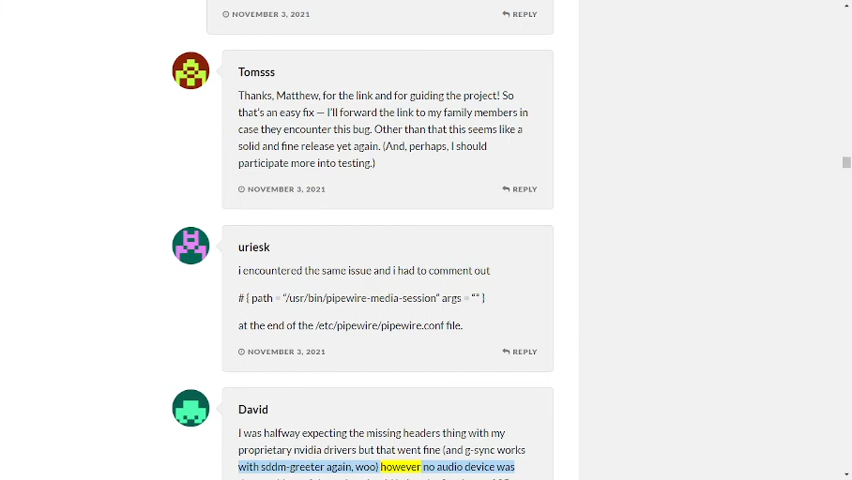 NOVEMBER 3, 2021 REPLY
Tomsss
Thanks, Matthew, for the link and for guiding the project! So
that's an easy fix — I'll forward the link to my family members in
case they encounter this bug. Other than that this seems like a
solid and fine release yet again. (And, perhaps, I should
participate more into testing.)
NOVEMBER 3, 2021 REPLY
uriesk
i encountered the same issue and i had to comment out
# { path = “/usr/bin/pipewire-media-session” args = “” }
at the end of the /etc/pipewire/pipewire.conf file.
NOVEMBER 3, 2021 REPLY
David
I was halfway expecting the missing headers thing with my
proprietary nvidia drivers but that went fine (and g-sync works
with sddm-greeter again, woo) however no audio device was